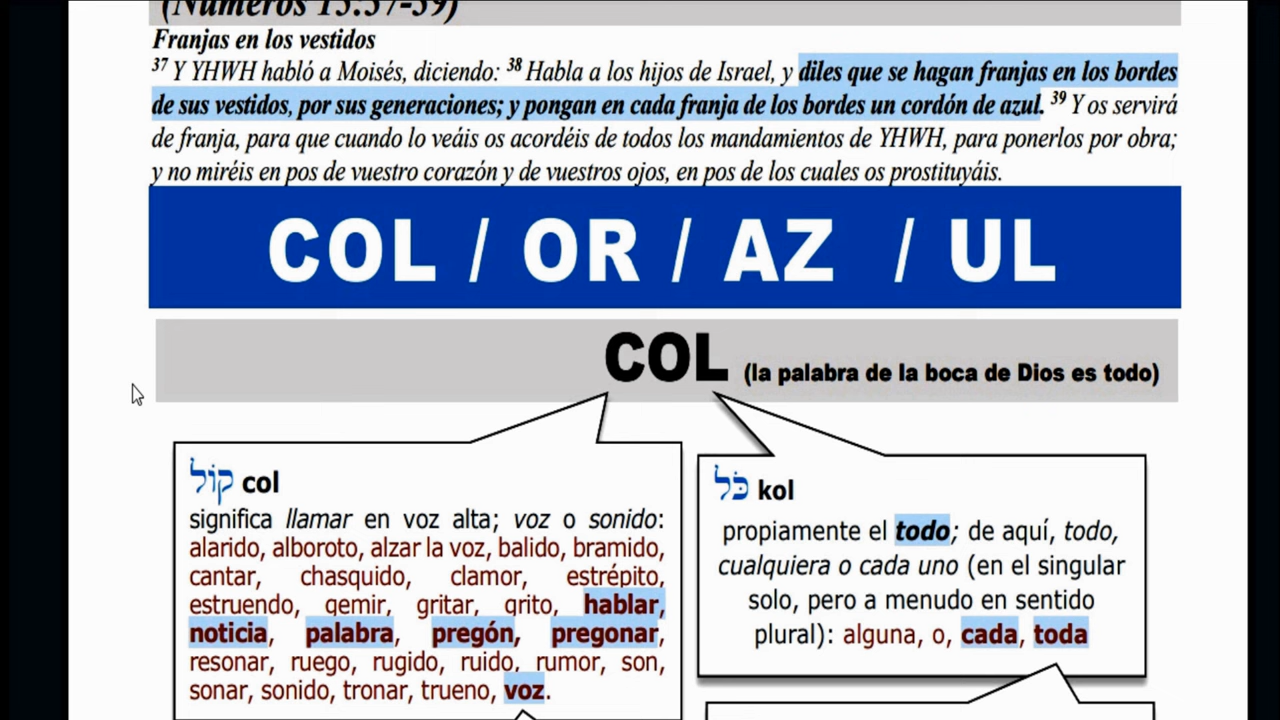 (Números 15:37-39)
Franjas en los vestidos
37 Y YHWH habló a Moisés, diciendo: 38 Habla a los hijos de Israel, y diles que se hagan franjas en los bordes
de sus vestidos, por sus generaciones; y pongan en cada franja de los bordes un cordón de azul. 39 Y os servirá
de franja, para que cuando lo veáis os acordéis de todos los mandamientos de YHWH, para ponerlos por obra;
y no miréis en pos de vuestro corazón y de vuestros ojos, en pos de los cuales os prostituyáis.
COL / OR / AZ / UL
COL (la palabra de la boca de Dios es todo)
קוֹל col
significa llamar en voz alta; voz o sonido:
alarido, alboroto, alzar la voz, balido, bramido,
cantar, chasquido, clamor, estrépito,
estruendo, gemir, gritar, grito, hablar,
noticia, palabra, pregón, pregonar,
resonar, ruego, rugido, ruido, rumor, son,
sonar, sonido, tronar, trueno, voz.
כֹּל kol
propiamente el todo; de aquí, todo,
cualquiera o cada uno (en el singular
solo, pero a menudo en sentido
plural): alguna, o, cada, toda